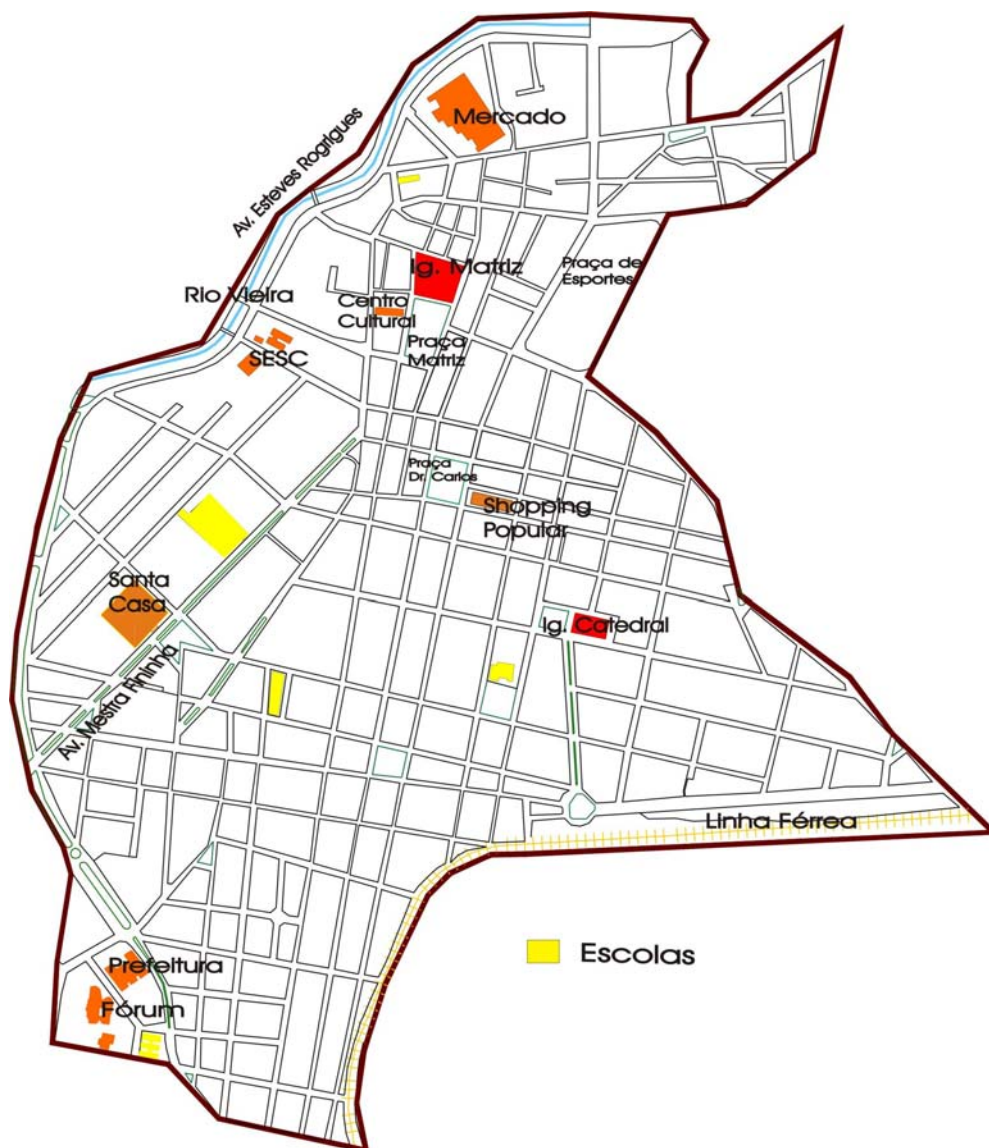 Mercado
Av. Esteves Rogrigues
Ig. Matriz
Praça de
Esportes
Rio Vieira
Centro
Cultural
Praça
Matriz
SESC
Praça
Dr. Carlos
Shopping
Popular
Santa
Casa
Ig. Catedral
Av. Mestra Fininha
Linha Férrea
Escolas
Prefeitura
Fórum